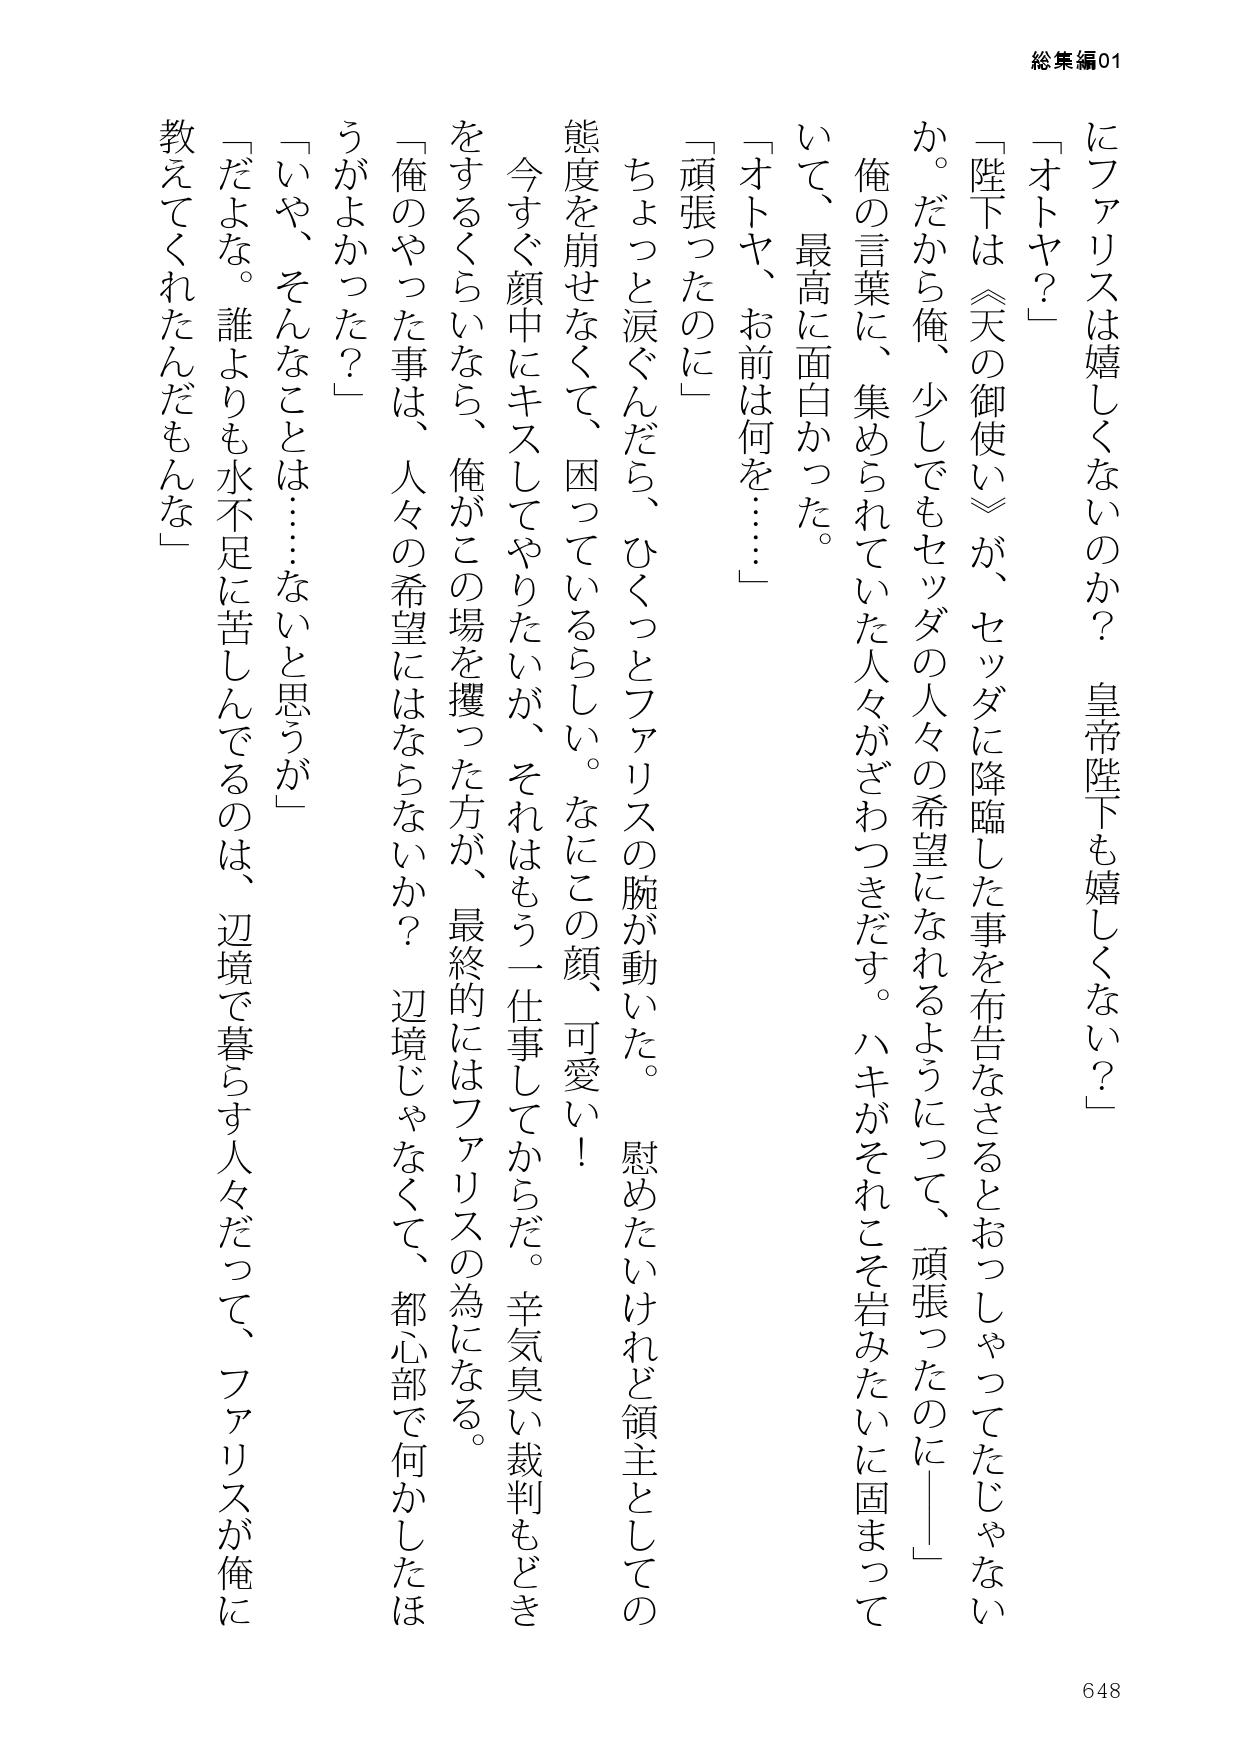 総集編01
にファリスは嬉しくないのか？　皇帝陛下も嬉しくない？」
「オトヤ？」
「陛下は《天の御使い》が、セッダに降臨した事を布告なさるとおっしゃってたじゃない
か。だから俺、少しでもセッダの人々の希望になれるようにって、頑張ったのに――」
　俺の言葉に、集められていた人々がざわつきだす。ハキがそれこそ岩みたいに固まって
いて、最高に面白かった。
「オトヤ、お前は何を……」
「頑張ったのに」
　ちょっと涙ぐんだら、ひくっとファリスの腕が動いた。　慰めたいけれど領主としての
態度を崩せなくて、困っているらしい。なにこの顔、可愛い！
　今すぐ顔中にキスしてやりたいが、それはもう一仕事してからだ。辛気臭い裁判もどき
をするくらいなら、俺がこの場を攫った方が、最終的にはファリスの為になる。
「俺のやった事は、人々の希望にはならないか？　辺境じゃなくて、都心部で何かしたほ
うがよかった？」
「いや、そんなことは……ないと思うが」
「だよな。誰よりも水不足に苦しんでるのは、辺境で暮らす人々だって、ファリスが俺に
教えてくれたんだもんな」
648